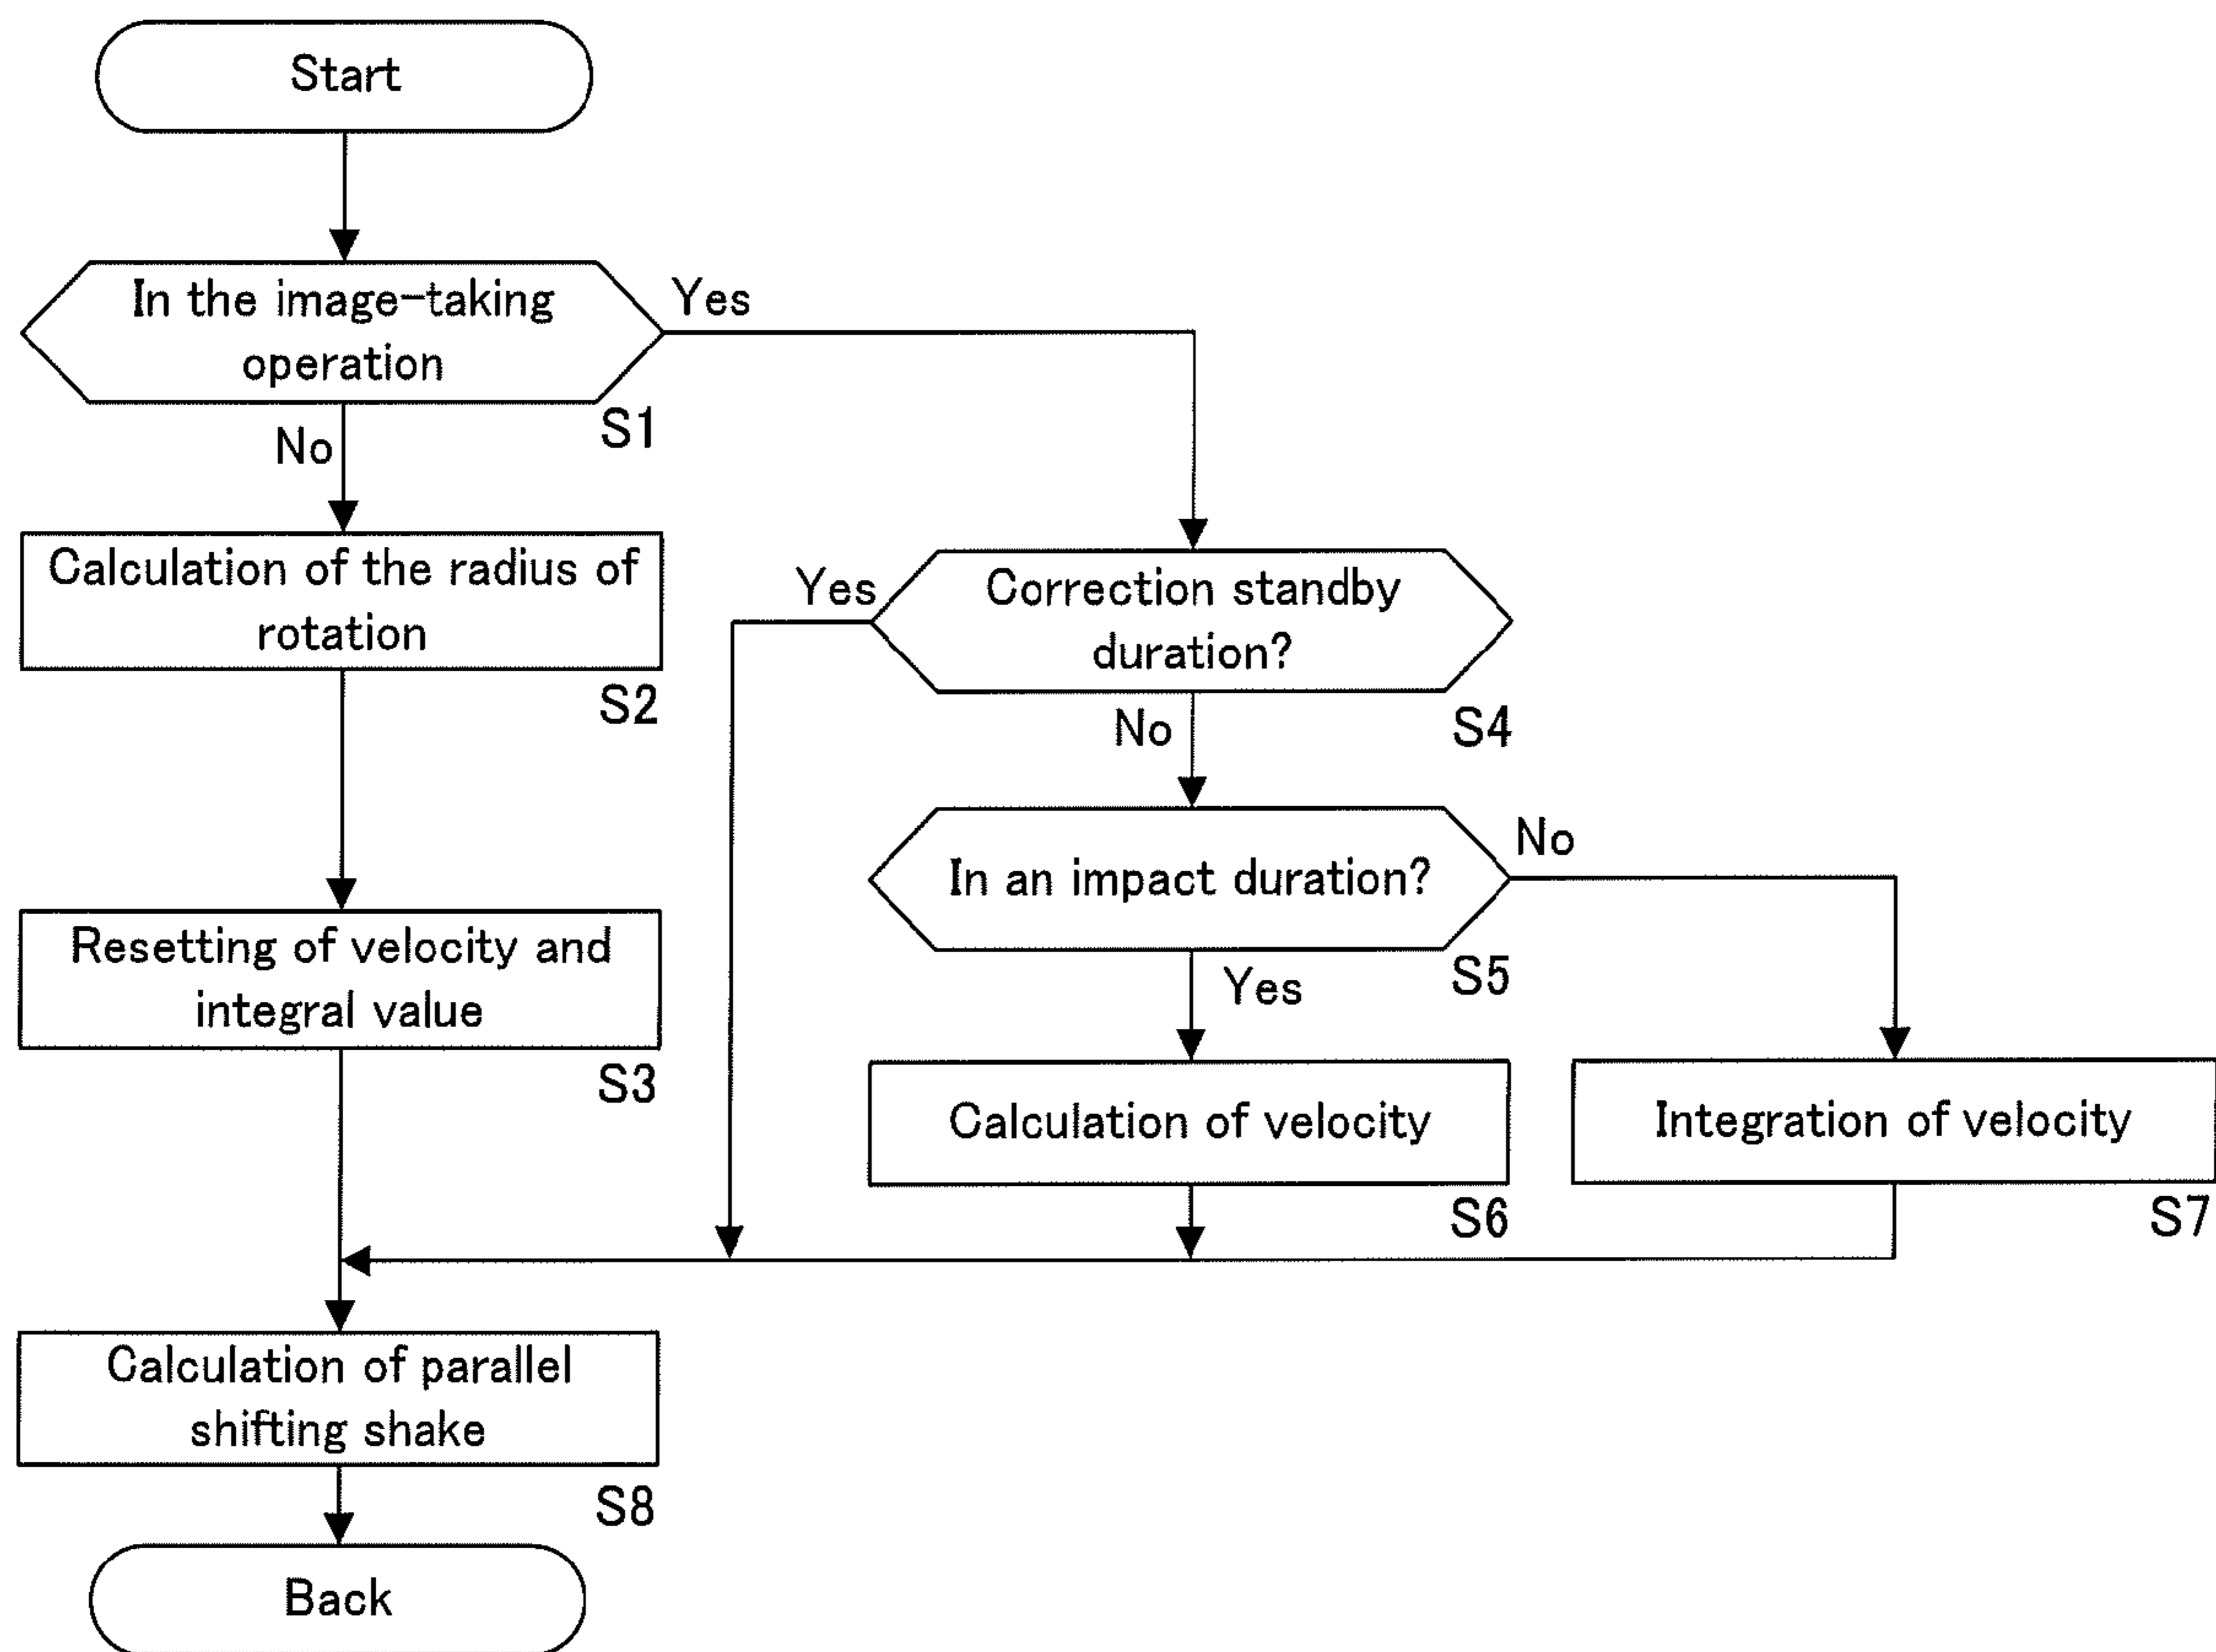 Start
In the image-taking
operation
Yes
S1
No
Calculation of the radius of
rotation
S2
Yes
Correction standby
duration?
S4
No
In an impact duration?
No
S5
Yes
Resetting of velocity and
integral value
S3
Calculation of velocity
S6
Integration of velocity
S7
Calculation of parallel
shifting shake
S8
Back